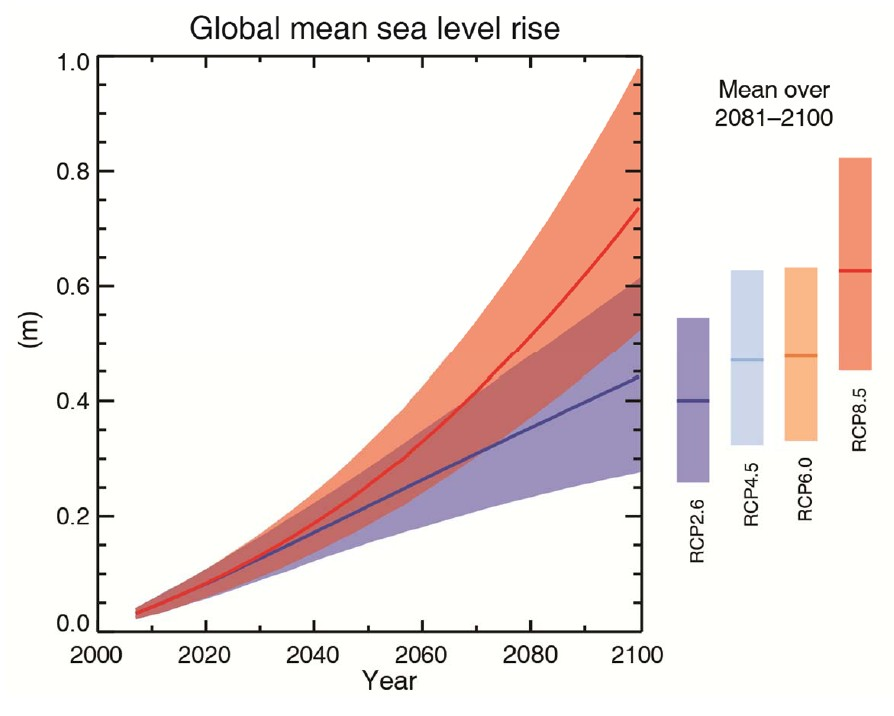 Global mean sea level rise
1.0
0.8
0.6
0.4
0.2
0.0
(m)
2000 2020 2040 2060 2080 2100
Year
Mean over
2081–2100
RCP2.6
RCP4.5
RCP6.0
RCP8.5